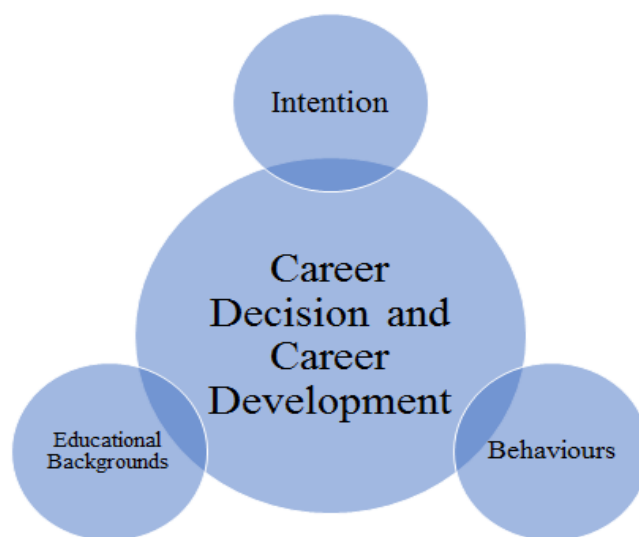 Intention
Career
Decision and
Career
Development
Educational
Backgrounds
Behaviours